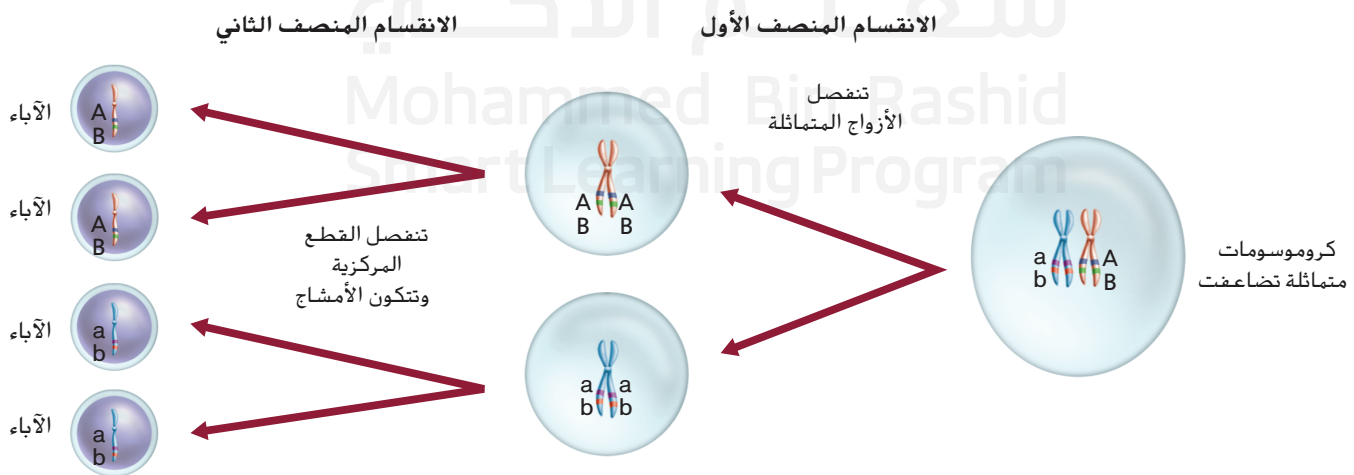 الانقسام المنصف الأول
الانقسام المنصف الثاني
Mohammed Bin Rashid
Smart Learning Program
كروموسومات
متماثلة تضاعفت
a
b
A
B
تنفصل
الأزواج المتماثلة
A A
B B
a a
b b
تنفصل القطع
المركزية
وتتكون الأمشاج
A
B
الآباء
A
B
الآباء
a
b
الآباء
a
b
الآباء